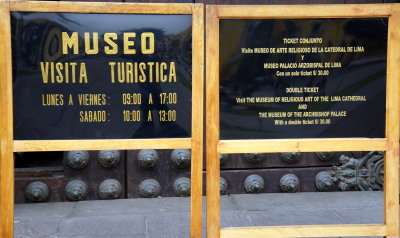 MUSEO
VISITA TURISTICA
LUNES A VIERNES: 09:00 A 17:00
SABADO: 10:00 A 13:00
TICKET CONJUNTO
Visita MUSEO DE ARTE RELIGIOSO DE LA CATEDRAL DE LIMA
Y
MUSEO PALACIO ARZOBISPAL DE LIMA
Con un solo ticket S/ 30.00
DOUBLE TICKET
Visit THE MUSEUM OF RELIGIOUS ART OF THE LIMA CATHEDRAL
AND
THE MUSEUM OF THE ARCHBISHOP PALACE
With a double ticket S/ 30.00